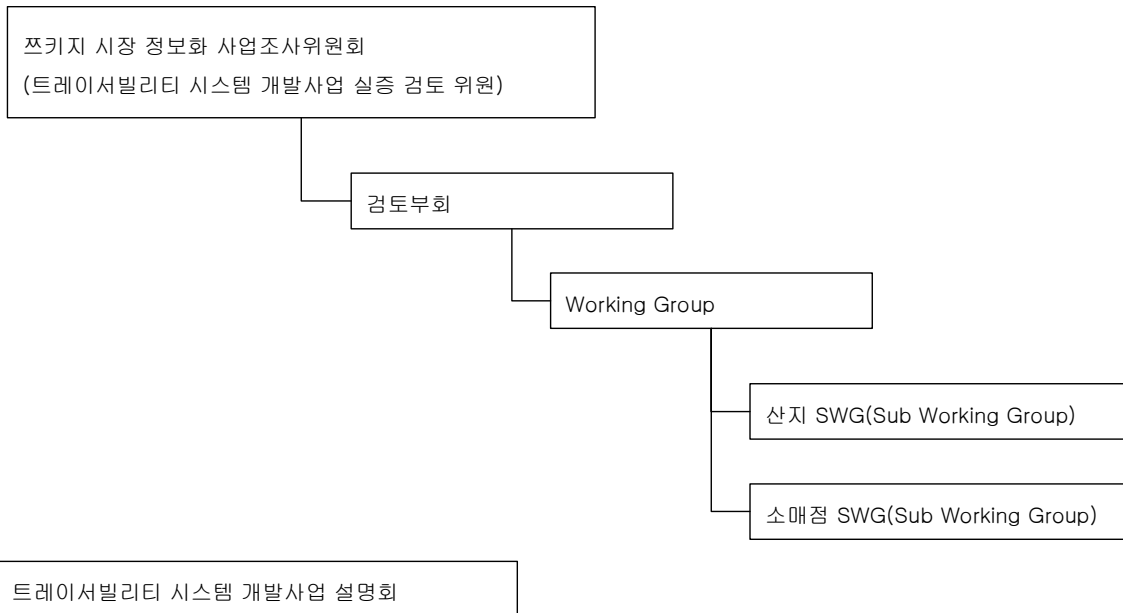 쯔키지 시장 정보화 사업조사위원회
(트레이서빌리티 시스템 개발사업 실증 검토 위원)
검토부회
Working Group
산지 SWG(Sub Working Group)
소매점 SWG(Sub Working Group)
트레이서빌리티 시스템 개발사업 설명회